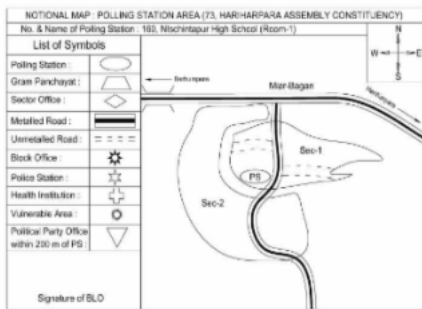 NOTIONAL MAP : POLLING STATION AREA (73, HARIHARPARA ASSEMBLY CONSTITUENCY)
No. & Name of Polling Station : 160, Nischintapur High School (Room-1)
List of Symbols
Polling Station :
Gram Panchayat :
Sector Office :
Metalled Road :
Unmetalled Road :
Block Office :
Police Station :
Health Institution :
Vulnerable Area :
Political Party Office
within 200 m of PS :
Signature of BLO
N
W
E
S
Miar-Bagan
Sec-1
PS
Sec-2